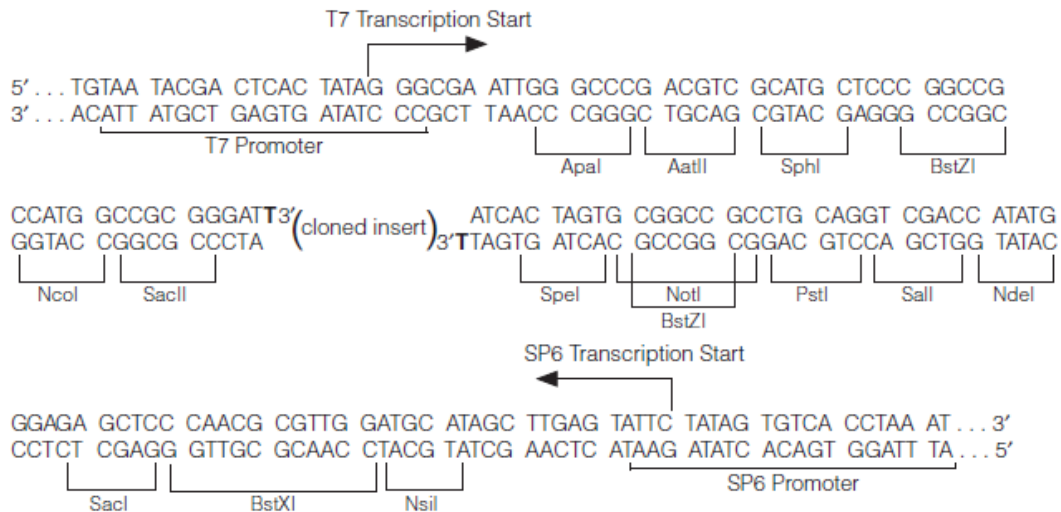 T7 Transcription Start
5′ . . . TGTAA TACGA CTCAC TATAG GGCGA ATTGG GCCCG ACGTC GCATG CTCCC GGCCG
3′ . . . ACATT ATGCT GAGTG ATATC CCGCT TAACC CGGGC TGCAG CGTAC GAGGG CCGGC
T7 Promoter
ApaI AatII SphI BstZI
CCATG GCCGC GGGATT3′ (cloned insert) ATCAC TAGTG CGGCC GCCTG CAGGT CGACC ATATG
GGTAC CGGCG CCCTA 3′TTAGTG ATCAC GCCGG CGGAC GTCCA GCTGG TATAC
NcoI SacII SpeI NotI PstI SalI NdeI
BstZI
SP6 Transcription Start
GGAGA GCTCC CAACG CGTTG GATGC ATAGC TTGAG TATTC TATAG TGTCA CCTAA AT . . . 3′
CCTCT CGAGG GTTGC GCAAC CTACG TATCG AACTC ATAAG ATATC ACAGT GGATT TA . . . 5′
SacI BstXI NsiI SP6 Promoter